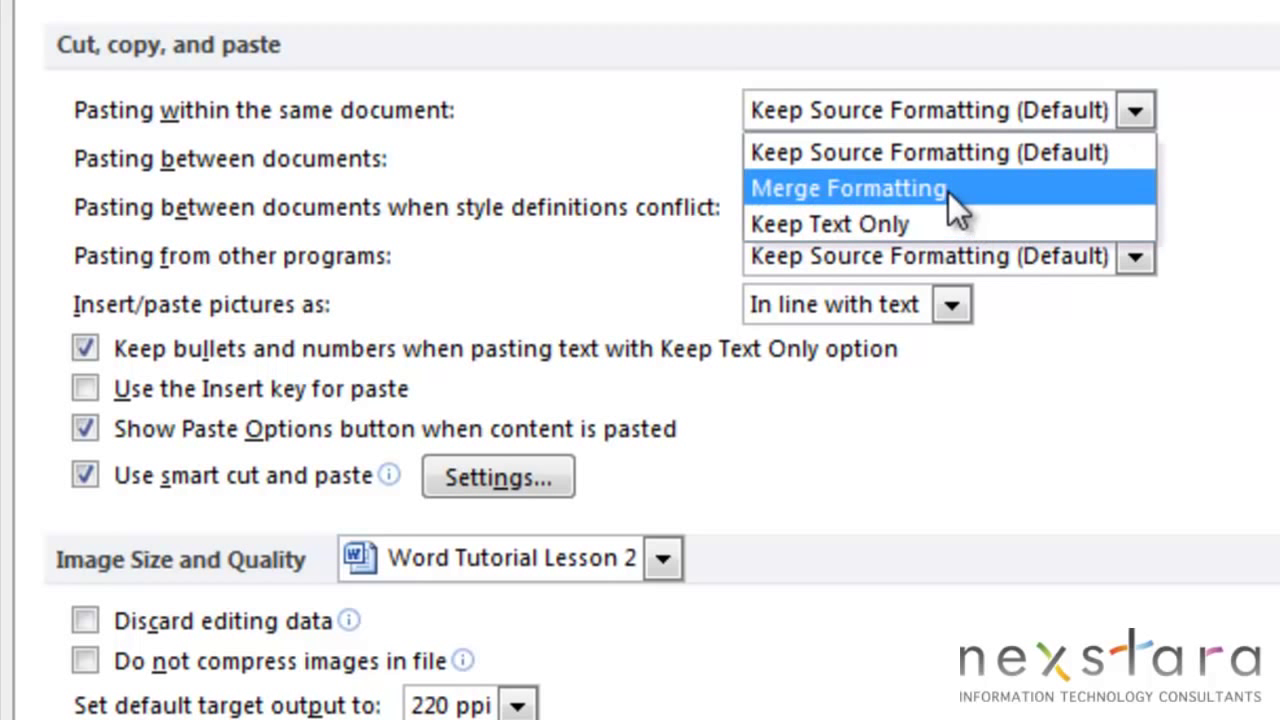 Cut, copy, and paste
Pasting within the same document: Keep Source Formatting (Default)
Keep Source Formatting (Default)
Pasting between documents:
Merge Formatting
Pasting between documents when style definitions conflict:
Keep Text Only
Pasting from other programs: Keep Source Formatting (Default)
Insert/paste pictures as: In line with text
Keep bullets and numbers when pasting text with Keep Text Only option
Use the Insert key for paste
Show Paste Options button when content is pasted
Use smart cut and paste Settings...
Image Size and Quality Word Tutorial Lesson 2
Discard editing data
Do not compress images in file
Set default target output to: 220 ppi
nexstara
INFORMATION TECHNOLOGY CONSULTANTS